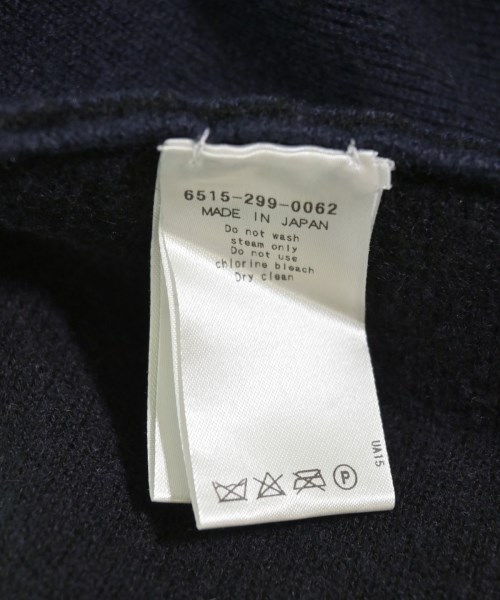 6515-299-0062
MADE IN JAPAN
Do not wash
steam only
Do not use
chlorine bleach
Dry clean
UA15
P